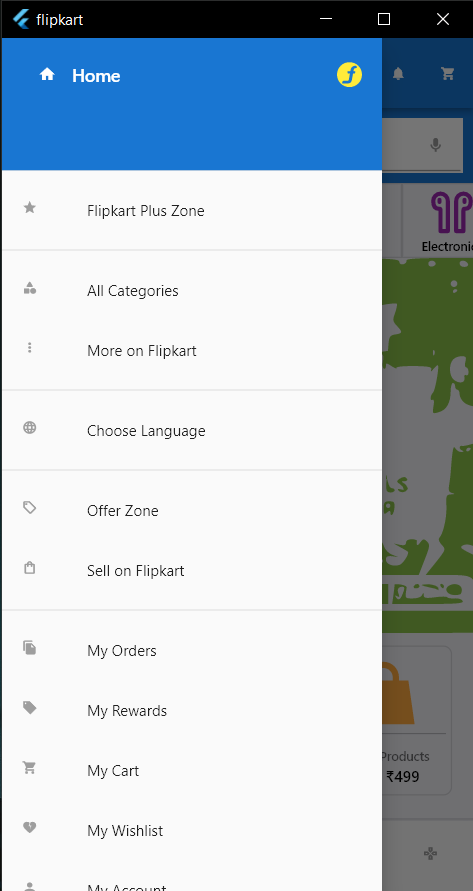 flipkart
Home
Flipkart Plus Zone
All Categories
More on Flipkart
Choose Language
Offer Zone
Sell on Flipkart
My Orders
My Rewards
My Cart
My Wishlist
My Account
Electronic
Products
₹499